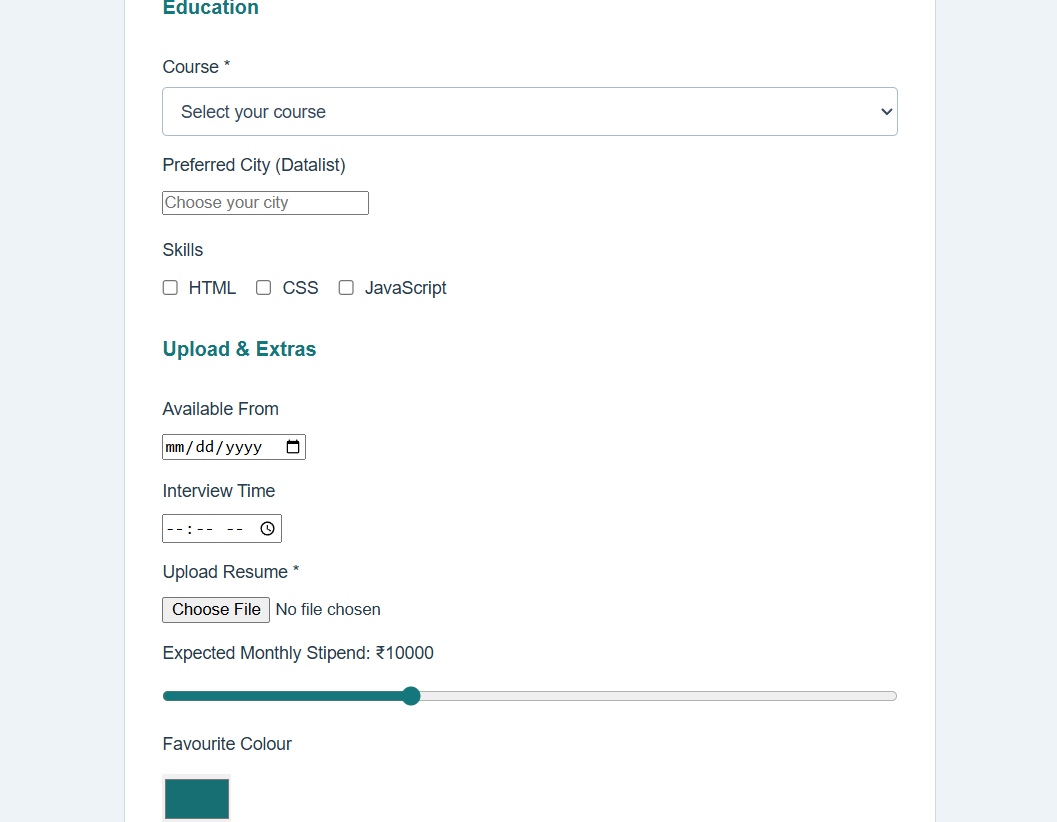 Education
Course *
Select your course
Preferred City (Datalist)
Choose your city
Skills
HTML CSS JavaScript
Upload & Extras
Available From
mm/dd/yyyy
Interview Time
--:-- --
Upload Resume *
Choose File No file chosen
Expected Monthly Stipend: ₹10000
Favourite Colour